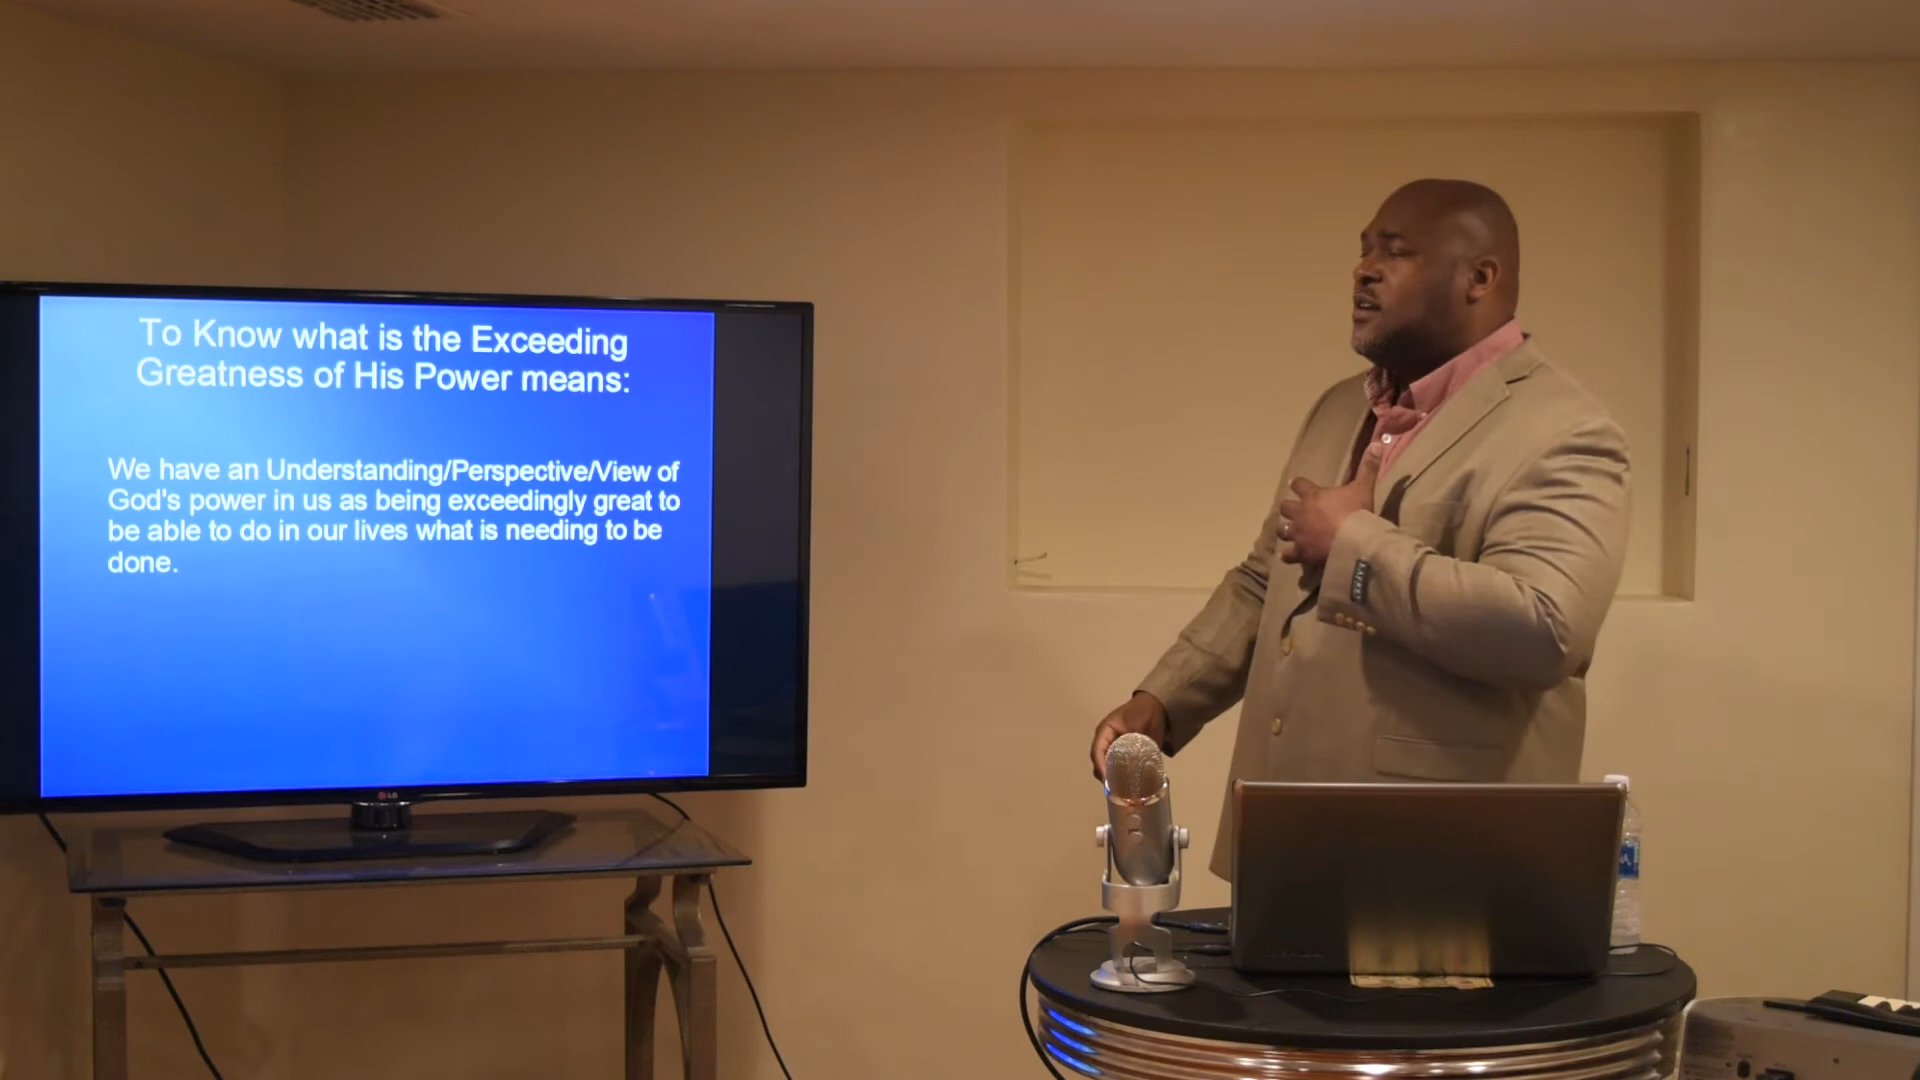 To Know what is the Exceeding
Greatness of His Power means:
We have an Understanding/Perspective/View of
God's power in us as being exceedingly great to
be able to do in our lives what is needing to be
done.
LG